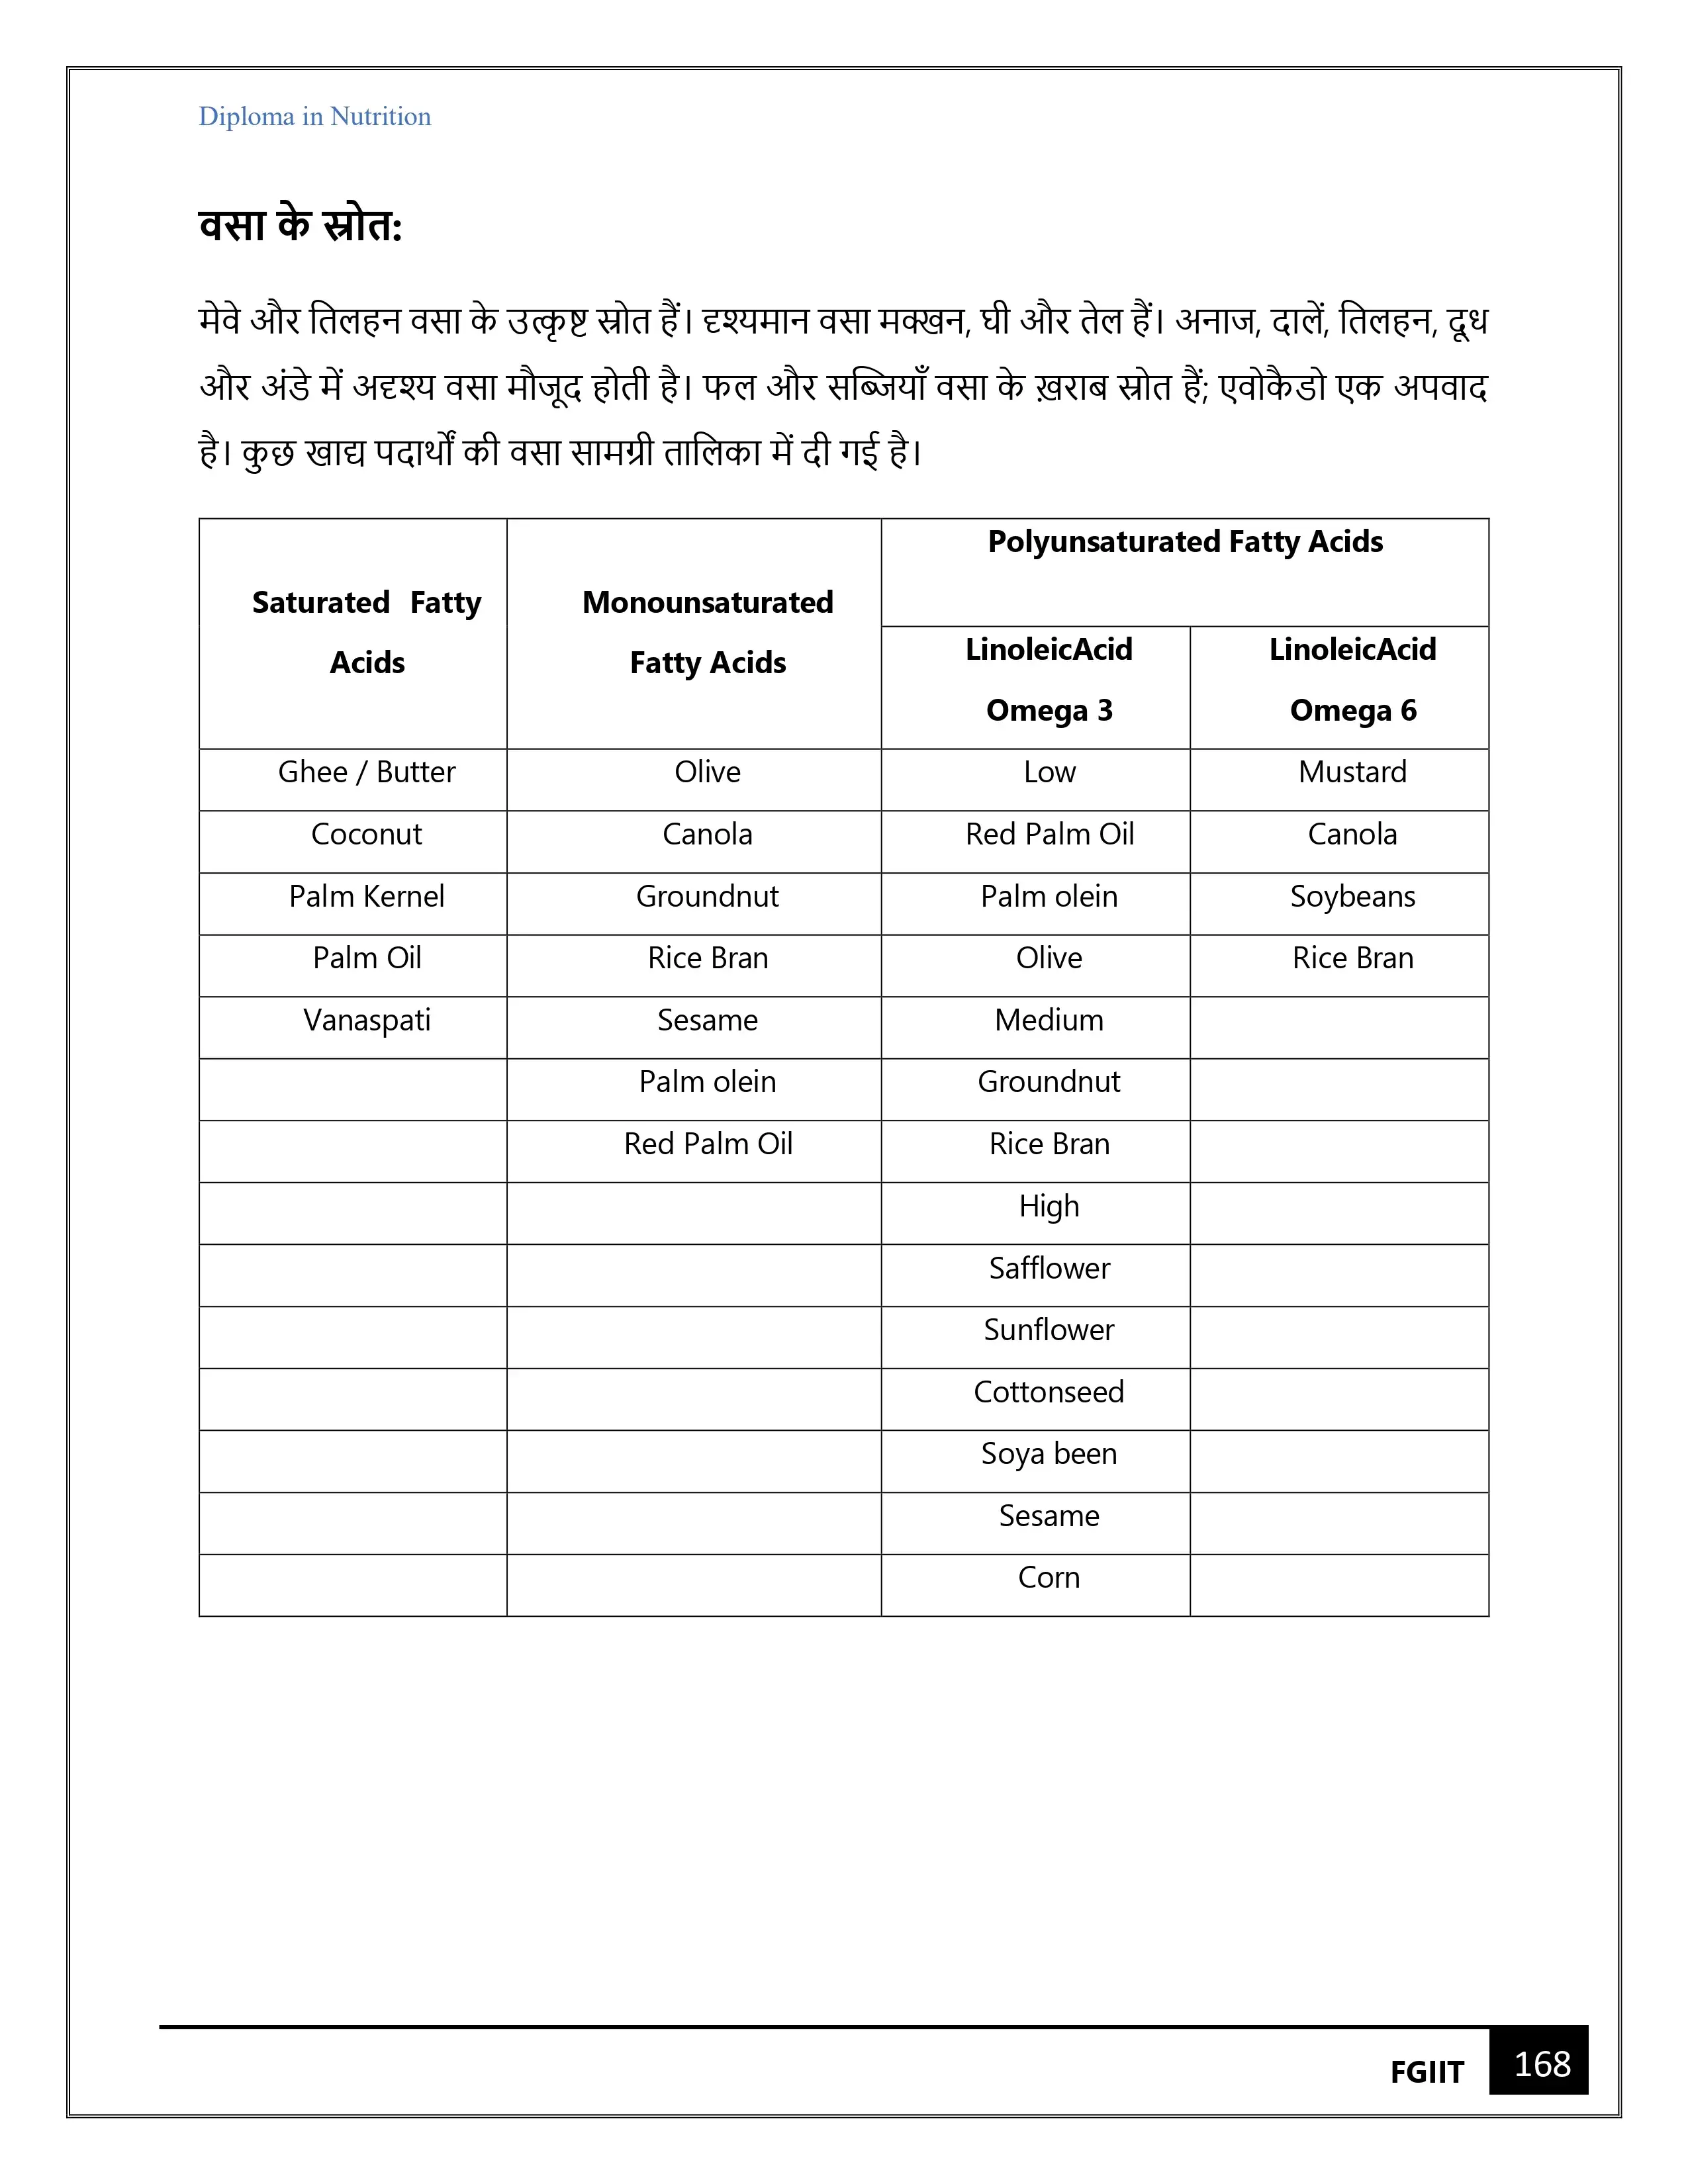 Diploma in Nutrition
वसा के स्रोत:
मेवे और तिलहन वसा के उत्कृष्ट स्रोत हैं। दृश्यमान वसा मक्खन, घी और तेल हैं। अनाज, दालें, तिलहन, दूध
और अंडे में अदृश्य वसा मौजूद होती है। फल और सब्जियाँ वसा के ख़राब स्रोत हैं; एवोकैडो एक अपवाद
है। कुछ खाद्य पदार्थों की वसा सामग्री तालिका में दी गई है।
Saturated Fatty
Acids
Monounsaturated
Fatty Acids
Polyunsaturated Fatty Acids
LinoleicAcid
Omega 3
LinoleicAcid
Omega 6
Ghee / Butter Olive Low Mustard
Coconut Canola Red Palm Oil Canola
Palm Kernel Groundnut Palm olein Soybeans
Palm Oil Rice Bran Olive Rice Bran
Vanaspati Sesame Medium
Palm olein Groundnut
Red Palm Oil Rice Bran
High
Safflower
Sunflower
Cottonseed
Soya been
Sesame
Corn
FGIIT 168